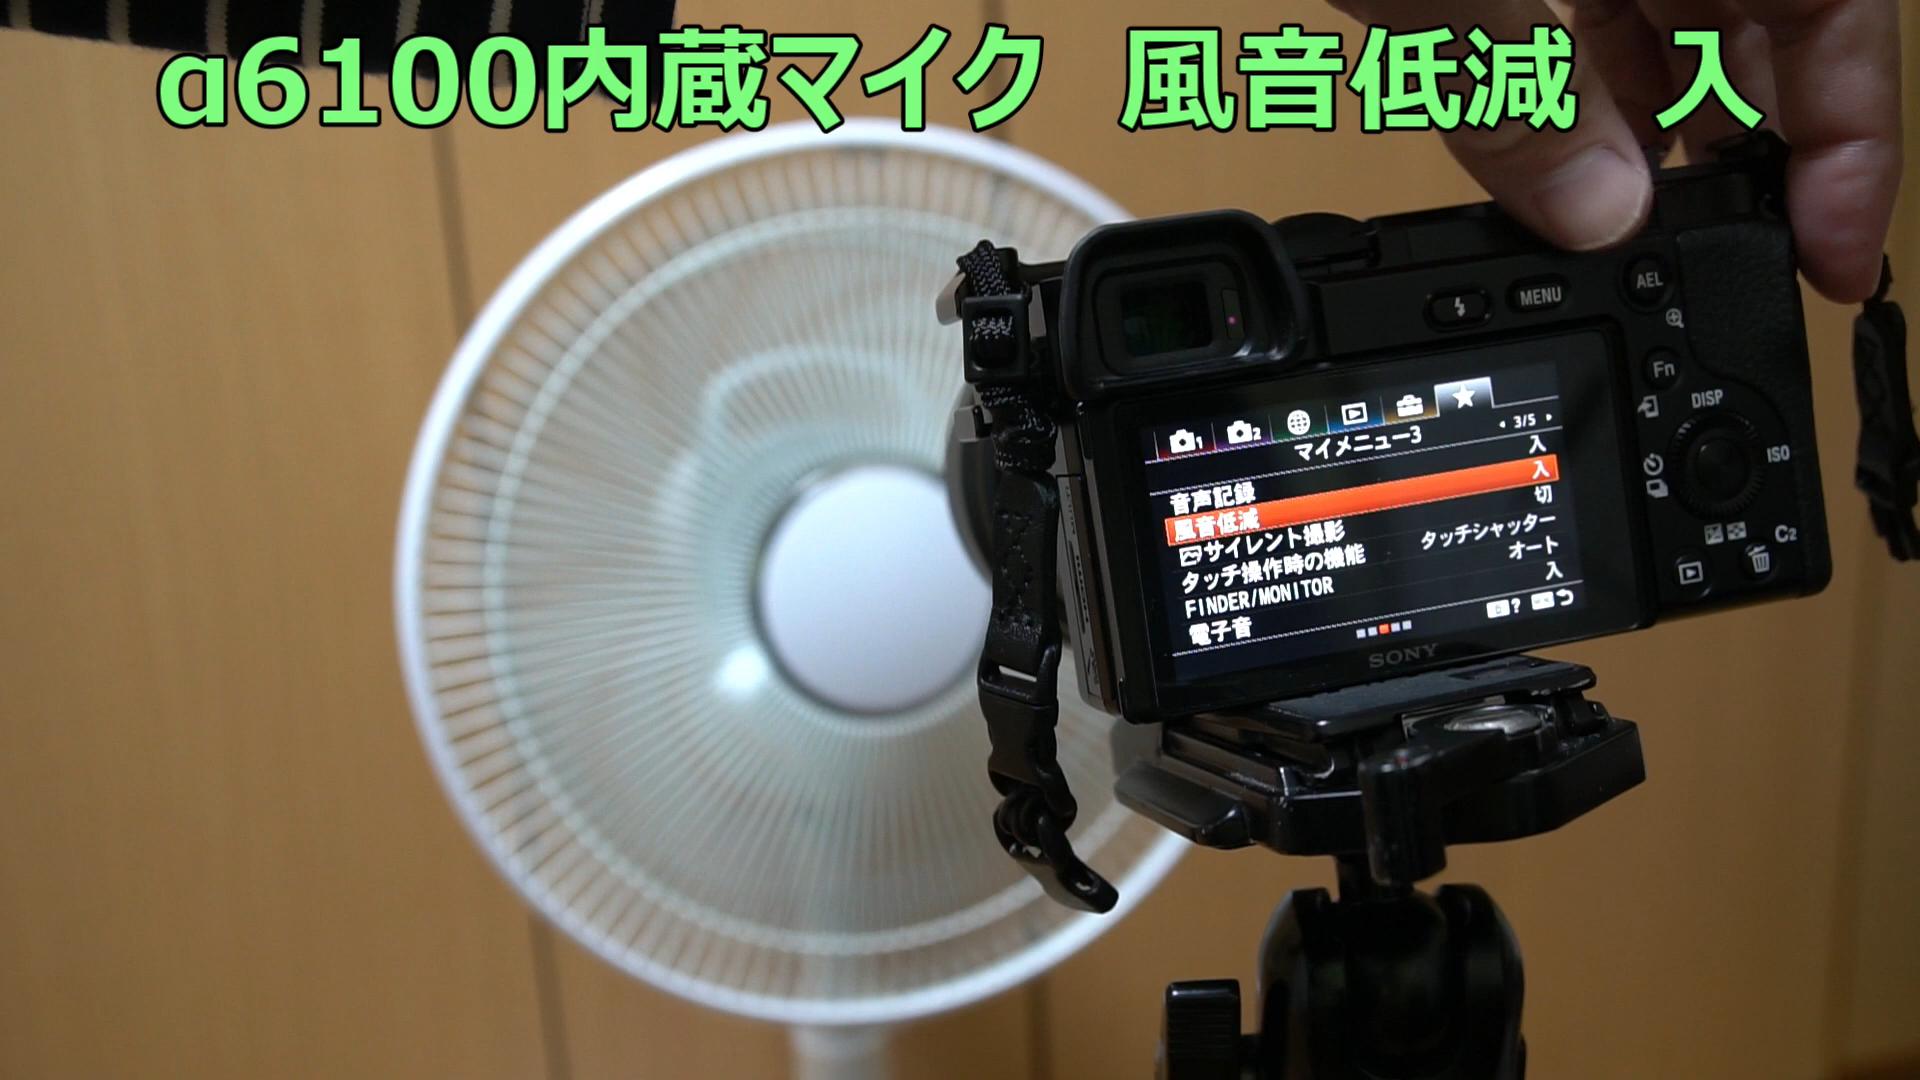 α6100内蔵マイク 風音低減 入
AEL
MENU
Fn
DISP
ISO
C2
1 2
3/5
マイメニュー3
音声記録 入
風音低減 入
サイレント撮影 切
タッチ操作時の機能 タッチシャッター
FINDER/MONITOR オート
電子音 入
?
SONY